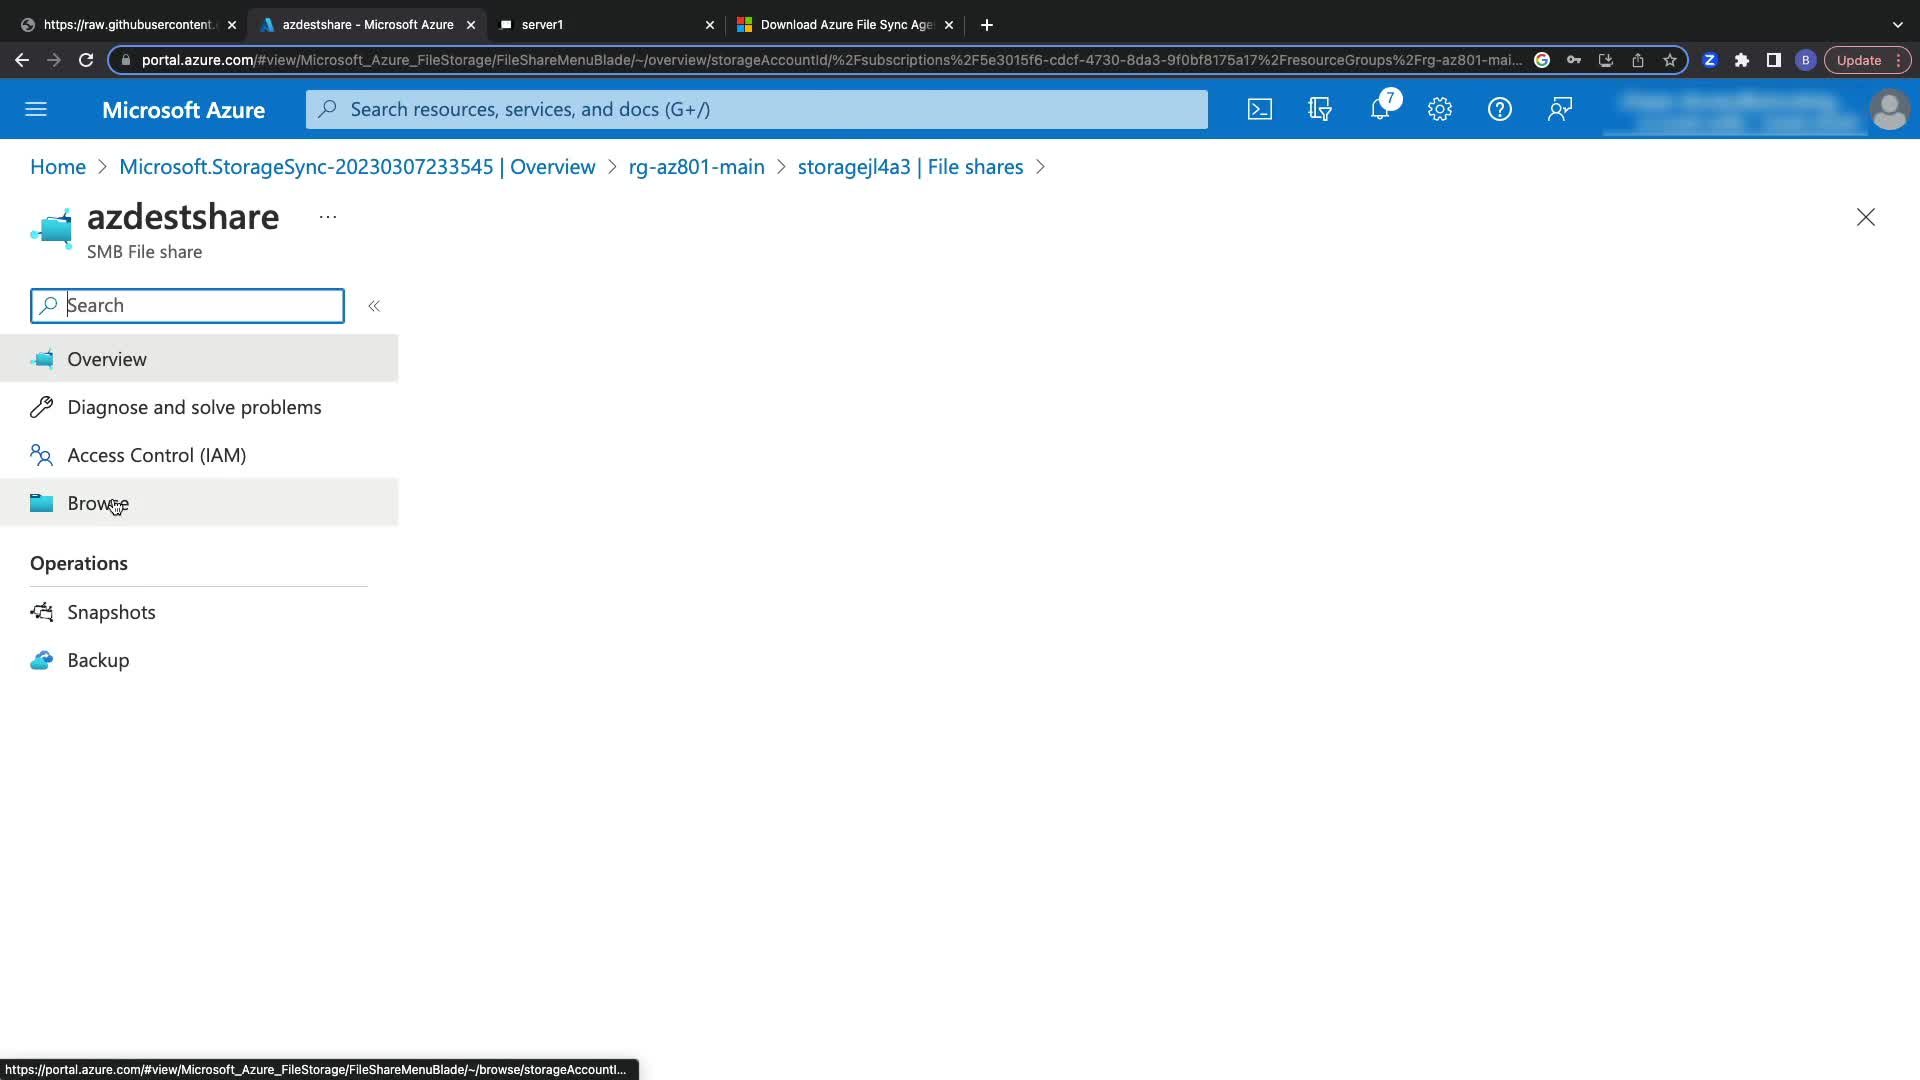 https://raw.githubusercontent.
azdestshare - Microsoft Azure
server1
Download Azure File Sync Age
portal.azure.com/#view/Microsoft_Azure_FileStorage/FileShareMenuBlade/~/overview/storageAccountId/%2Fsubscriptions%2F5e3015f6-cdcf-4730-8da3-9f0bf8175a17%2FresourceGroups%2Frg-az801-mai...
Z
B
Update
Microsoft Azure
Search resources, services, and docs (G+/)
7
Home > Microsoft.StorageSync-20230307233545 | Overview > rg-az801-main > storagejl4a3 | File shares >
azdestshare
...
SMB File share
Search
Overview
Diagnose and solve problems
Access Control (IAM)
Browse
Operations
Snapshots
Backup
https://portal.azure.com/#view/Microsoft_Azure_FileStorage/FileShareMenuBlade/~/browse/storageAccountI...